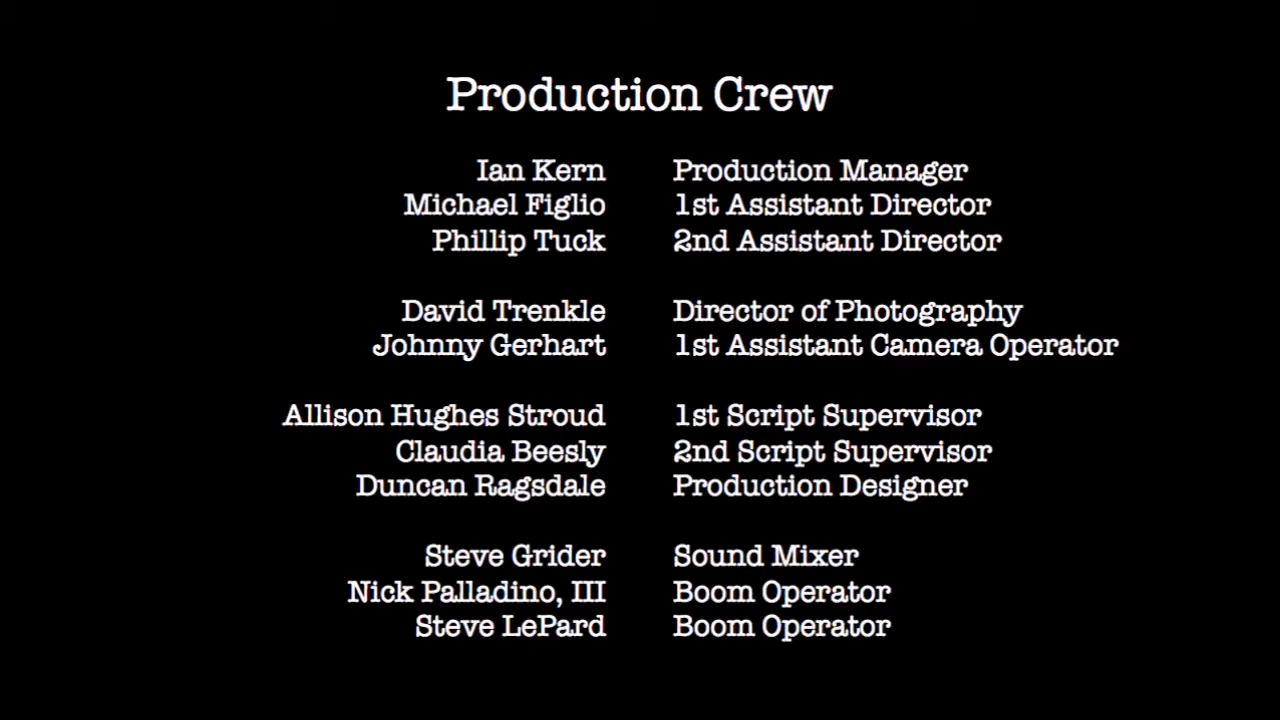 Production Crew
Ian Kern Production Manager
Michael Figlio 1st Assistant Director
Phillip Tuck 2nd Assistant Director
David Trenkle Director of Photography
Johnny Gerhart 1st Assistant Camera Operator
Allison Hughes Stroud 1st Script Supervisor
Claudia Beesly 2nd Script Supervisor
Duncan Ragsdale Production Designer
Steve Grider Sound Mixer
Nick Palladino, III Boom Operator
Steve LePard Boom Operator